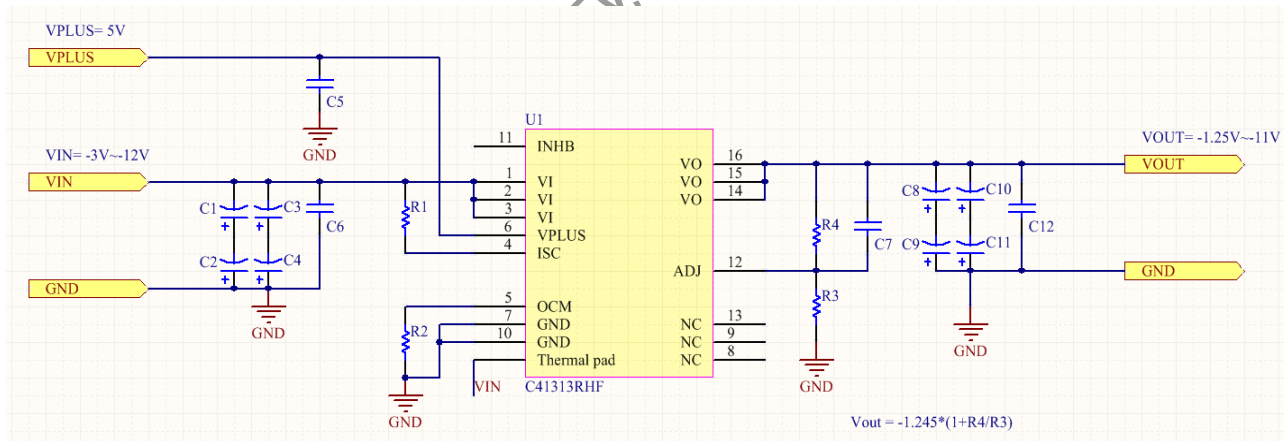 VPLUS= 5V
VPLUS
C5
GND
U1
VIN= -3V~-12V
VIN
C1
C3
C6
C2
C4
GND
GND
R1
R2
GND
11 INHB
1 VI
2 VI
3 VI
6 VPLUS
4 ISC
5 OCM
7 GND
10 GND
Thermal pad
VIN
C41313RHF
VO 16
VO 15
VO 14
ADJ 12
NC 13
NC 9
NC 8
R4
C7
R3
GND
C8
C10
C12
C9
C11
GND
VOUT= -1.25V~-11V
VOUT
GND
Vout = -1.245*(1+R4/R3)